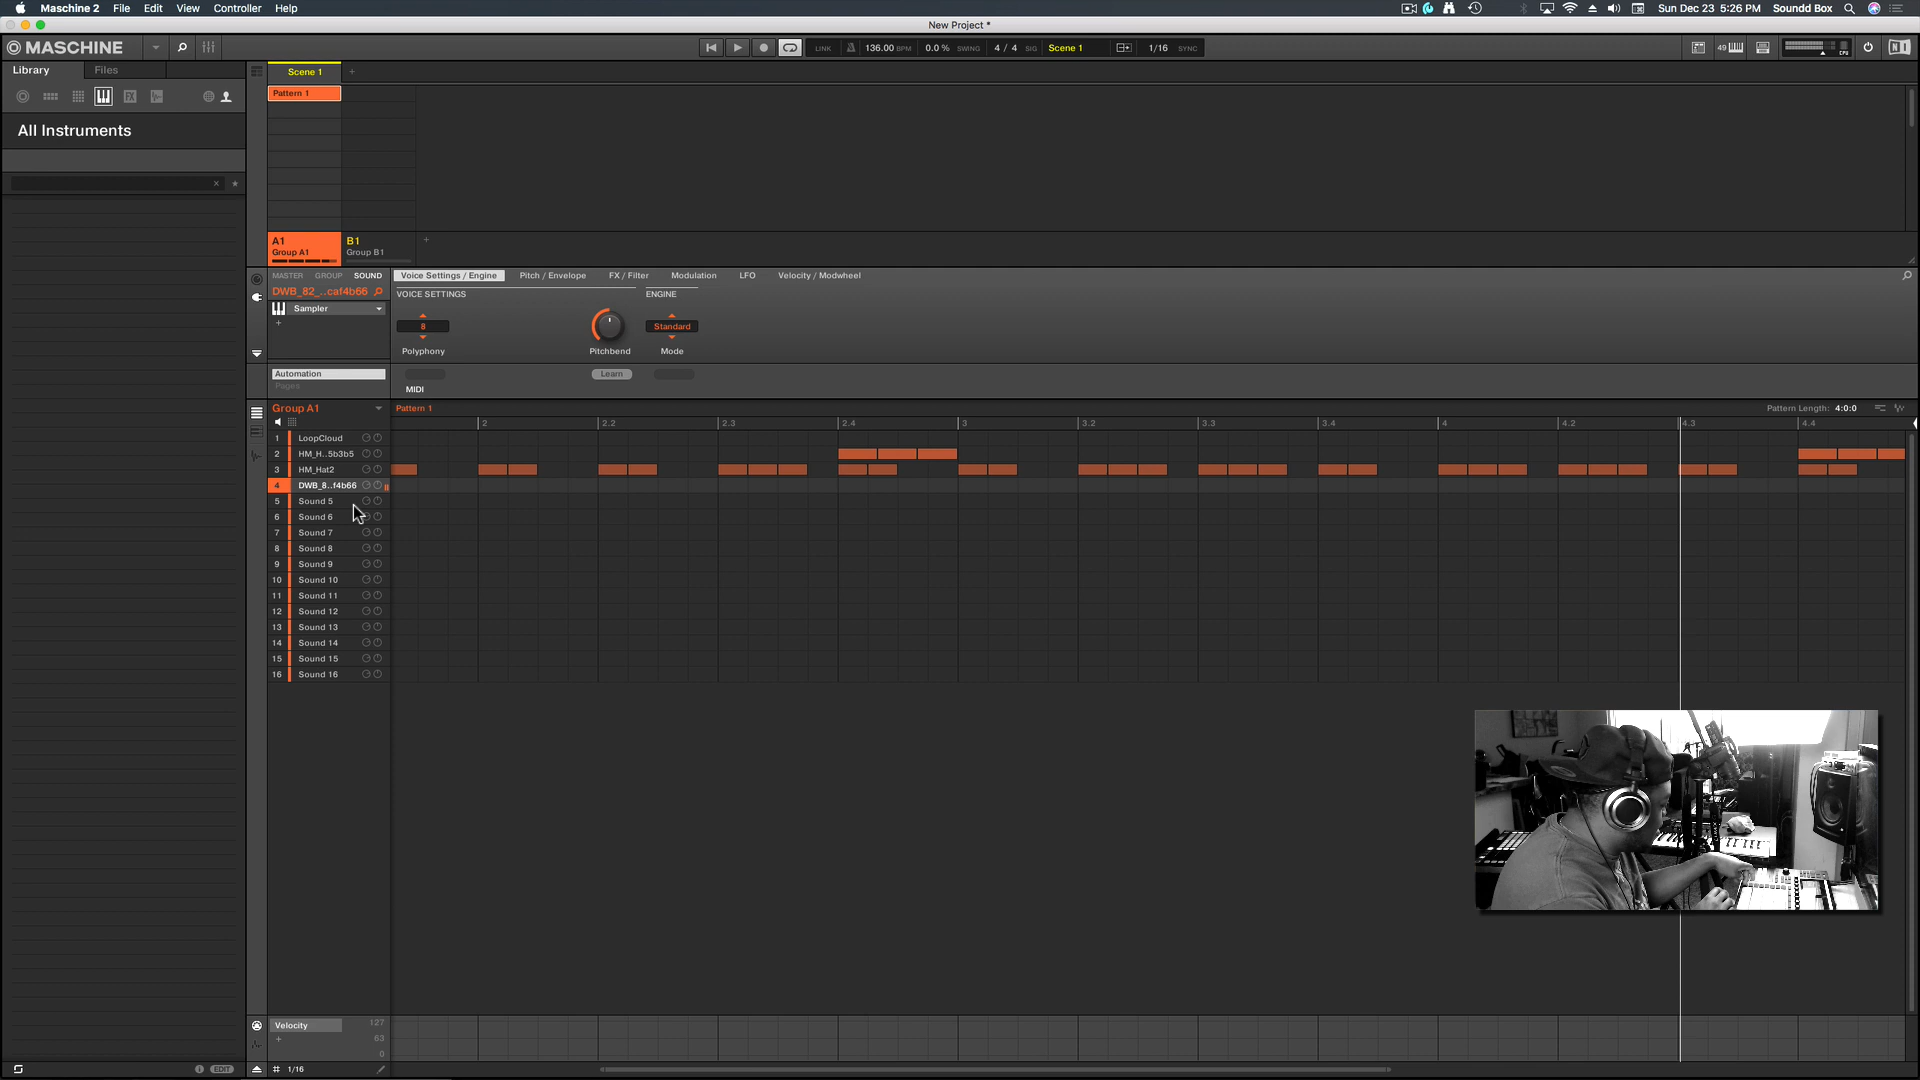 Maschine 2 File Edit View Controller Help
Sun Dec 23 5:26 PM Soundd Box
New Project *
MASCHINE
LINK 136.00 BPM 0.0 % SWING 4 / 4 SIG Scene 1 1/16 SYNC
49
CPU
Library Files
Scene 1 +
Pattern 1
FX
All Instruments
A1 B1 +
Group A1 Group B1
MASTER GROUP SOUND
Voice Settings / Engine Pitch / Envelope FX / Filter Modulation LFO Velocity / Modwheel
DWB_82_..caf4b66
VOICE SETTINGS ENGINE
Sampler
+
8 Standard
Polyphony Pitchbend Mode
Automation Learn
Pages
MIDI
Group A1 Pattern 1 Pattern Length: 4:0:0
2 2.2 2.3 2.4 3 3.2 3.3 3.4 4 4.2 4.3 4.4
1 LoopCloud
2 HM_H..5b3b5
3 HM_Hat2
4 DWB_8..f4b66
5 Sound 5
6 Sound 6
7 Sound 7
8 Sound 8
9 Sound 9
10 Sound 10
11 Sound 11
12 Sound 12
13 Sound 13
14 Sound 14
15 Sound 15
16 Sound 16
Velocity 127
+ 63
0
EDIT
1/16